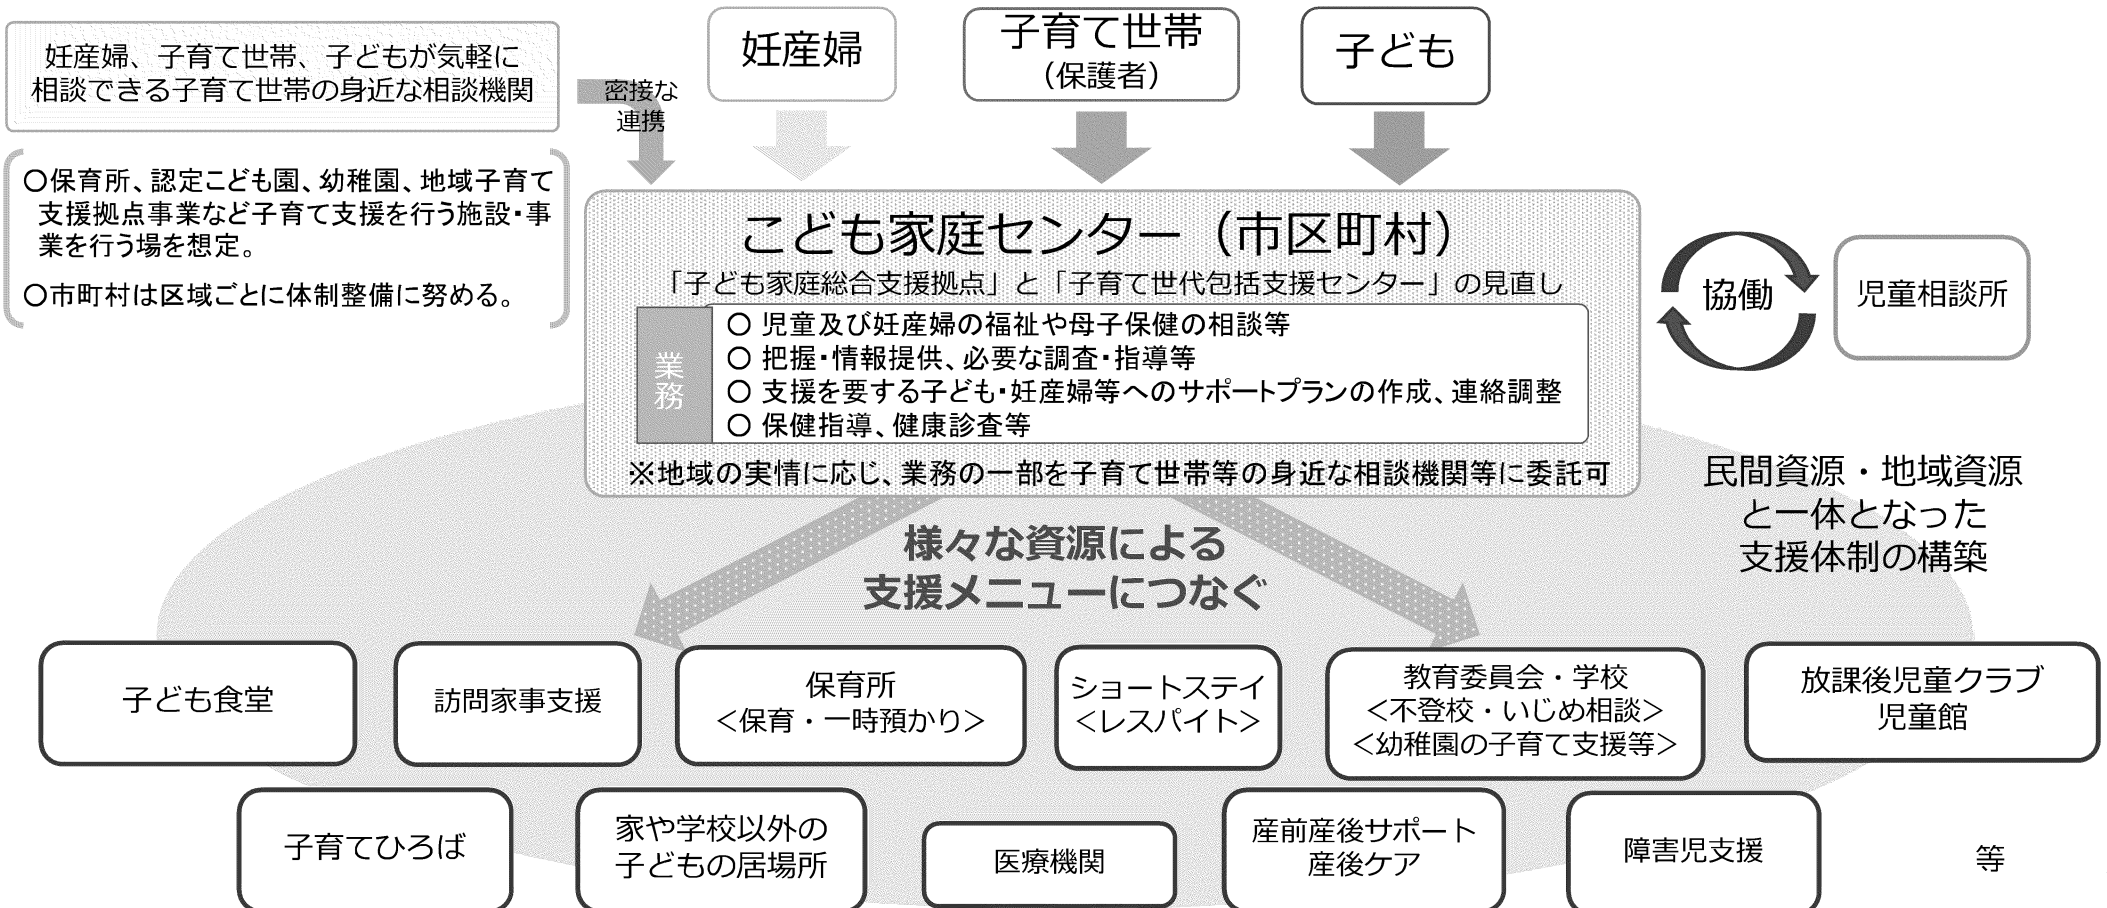 妊産婦、子育て世帯、子どもが気軽に
相談できる子育て世帯の身近な相談機関
密接な
連携
〇保育所、認定こども園、幼稚園、地域子育て
支援拠点事業など子育て支援を行う施設・事
業を行う場を想定。
〇市町村は区域ごとに体制整備に努める。
妊産婦
子育て世帯
（保護者）
子ども
こども家庭センター（市区町村）
「子ども家庭総合支援拠点」と「子育て世代包括支援センター」の見直し
業
務
〇 児童及び妊産婦の福祉や母子保健の相談等
〇 把握・情報提供、必要な調査・指導等
〇 支援を要する子ども・妊産婦等へのサポートプランの作成、連絡調整
〇 保健指導、健康診査等
※地域の実情に応じ、業務の一部を子育て世帯等の身近な相談機関等に委託可
協働
児童相談所
民間資源・地域資源
と一体となった
支援体制の構築
様々な資源による
支援メニューにつなぐ
子ども食堂
訪問家事支援
保育所
＜保育・一時預かり＞
ショートステイ
＜レスパイト＞
教育委員会・学校
＜不登校・いじめ相談＞
＜幼稚園の子育て支援等＞
放課後児童クラブ
児童館
子育てひろば
家や学校以外の
子どもの居場所
医療機関
産前産後サポート
産後ケア
障害児支援
等